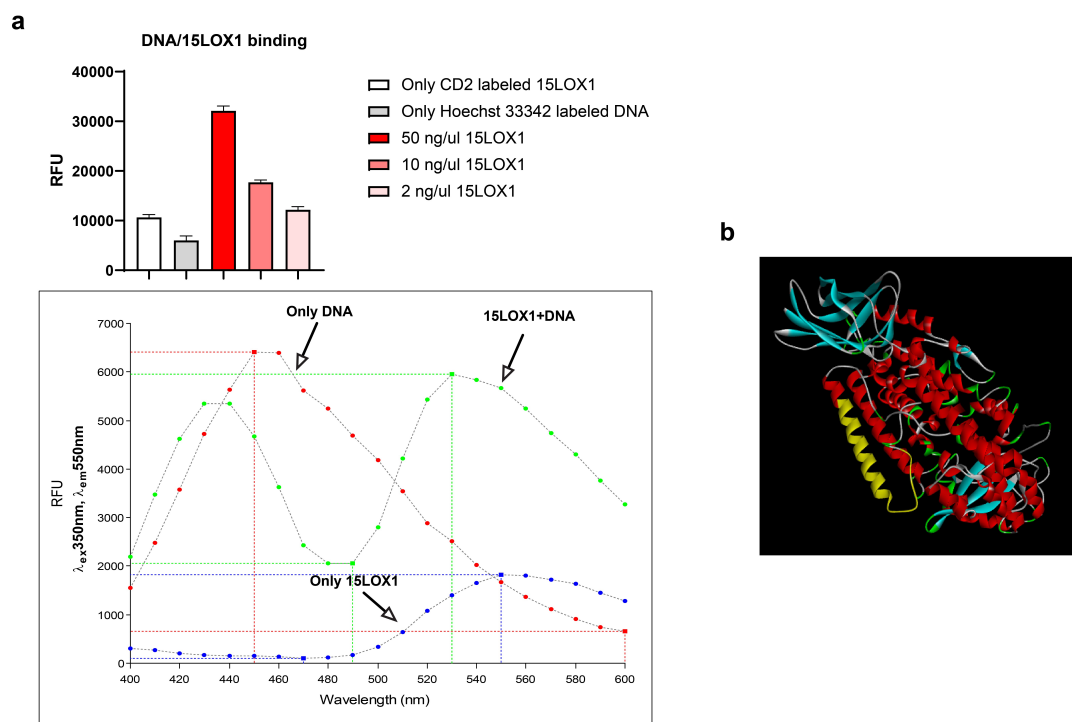 a
DNA/15LOX1 binding
40000
30000
20000
10000
0
RFU
Only CD2 labeled 15LOX1
Only Hoechst 33342 labeled DNA
50 ng/ul 15LOX1
10 ng/ul 15LOX1
2 ng/ul 15LOX1
b
Only DNA
15LOX1+DNA
Only 15LOX1
7000
6000
5000
4000
3000
2000
1000
0
RFU
λex350nm, λem550nm
400 420 440 460 480 500 520 540 560 580 600
Wavelength (nm)